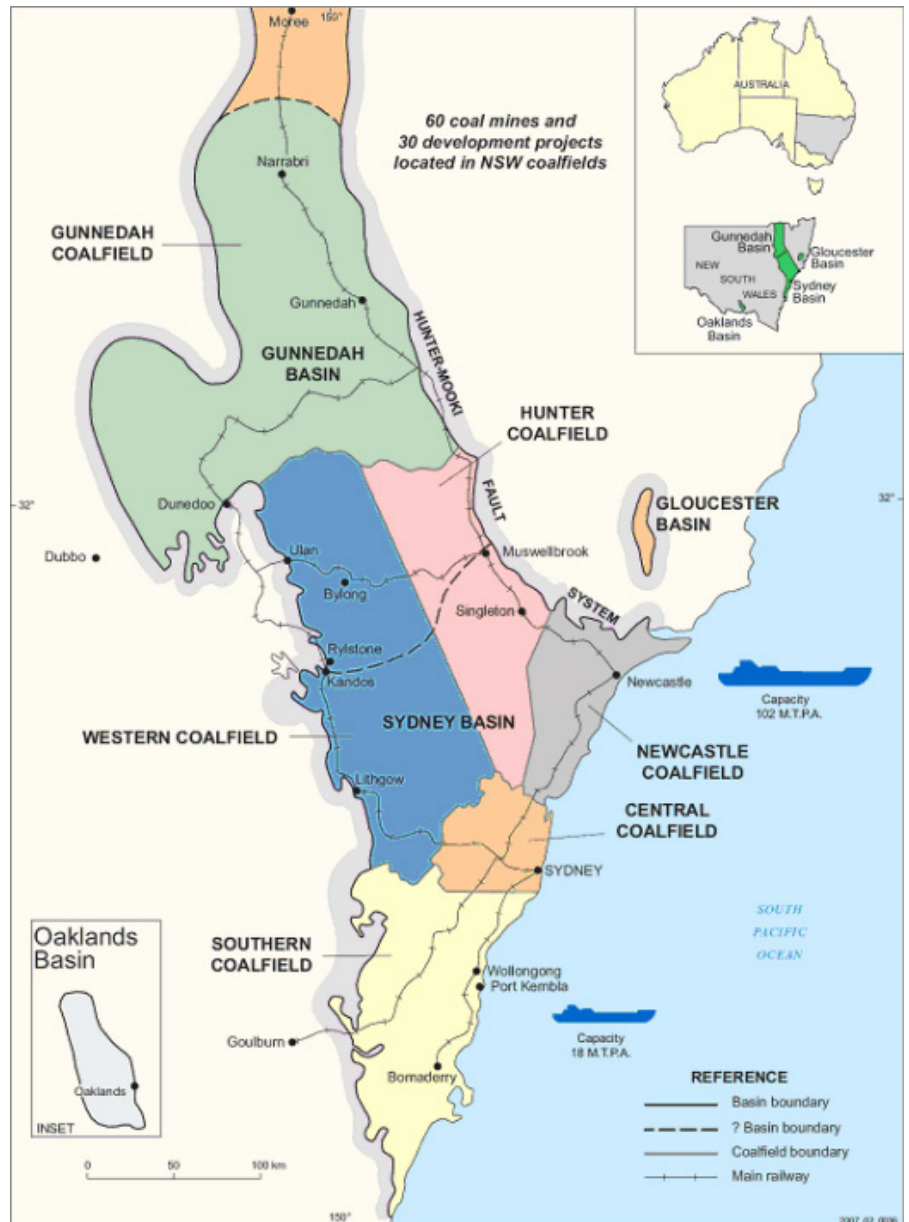 Moree
150°
60 coal mines and
30 development projects
located in NSW coalfields
AUSTRALIA
Gunnedah
Basin
Gloucester
Basin
NEW
SOUTH
WALES
Sydney
Basin
Oaklands
Basin
Narrabri
GUNNEDAH
COALFIELD
Gunnedah
HUNTER-MOOKI
FAULT
SYSTEM
GUNNEDAH
BASIN
HUNTER
COALFIELD
32°
32°
Dunedoo
GLOUCESTER
BASIN
Dubbo
Ulan
Muswellbrook
Bylong
Singleton
Rylstone
Kandos
Newcastle
Capacity
102 M.T.P.A.
SYDNEY BASIN
WESTERN COALFIELD
NEWCASTLE
COALFIELD
Lithgow
CENTRAL
COALFIELD
SYDNEY
SOUTH
PACIFIC
OCEAN
Oaklands
Basin
Oaklands
INSET
SOUTHERN
COALFIELD
Wollongong
Port Kembla
Goulburn
Capacity
18 M.T.P.A.
Bomaderry
REFERENCE
Basin boundary
? Basin boundary
Coalfield boundary
Main railway
0 50 100 km
150°
2007_03_0036